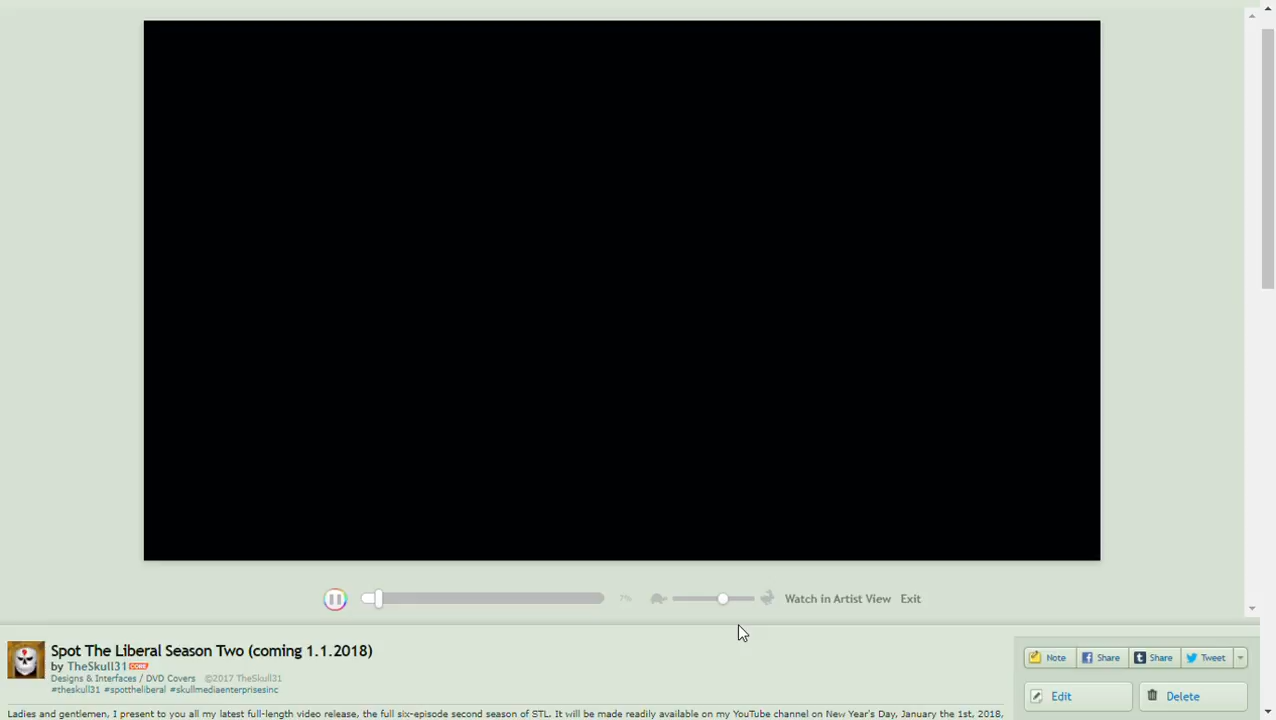 Watch in Artist View Exit
Spot The Liberal Season Two (coming 1.1.2018)
by TheSkull31 CORE
Designs & Interfaces / DVD Covers ©2017 TheSkull31
#theskull31 #spottheliberal #skullmediaenterprisesinc
Note Share Share Tweet
Edit Delete
Ladies and gentlemen, I present to you all my latest full-length video release, the full six-episode second season of STL. It will be made readily available on my YouTube channel on New Year's Day, January the 1st, 2018,